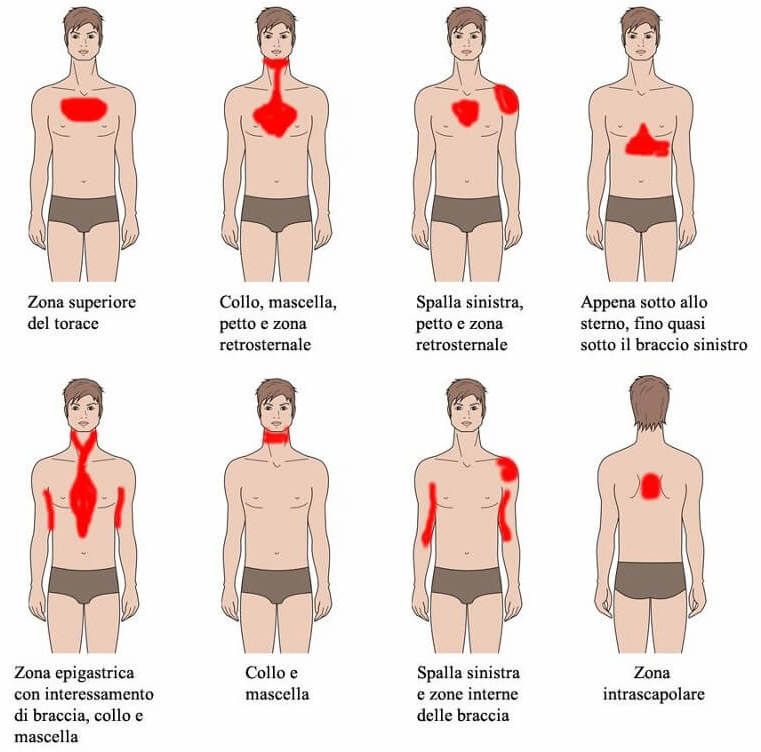 Zona superiore
del torace
Collo, mascella,
petto e zona
retrosternale
Spalla sinistra,
petto e zona
retrosternale
Appena sotto allo
sterno, fino quasi
sotto il braccio sinistro
Zona epigastrica
con interessamento
di braccia, collo e
mascella
Collo e
mascella
Spalla sinistra
e zone interne
delle braccia
Zona
intrascapolare